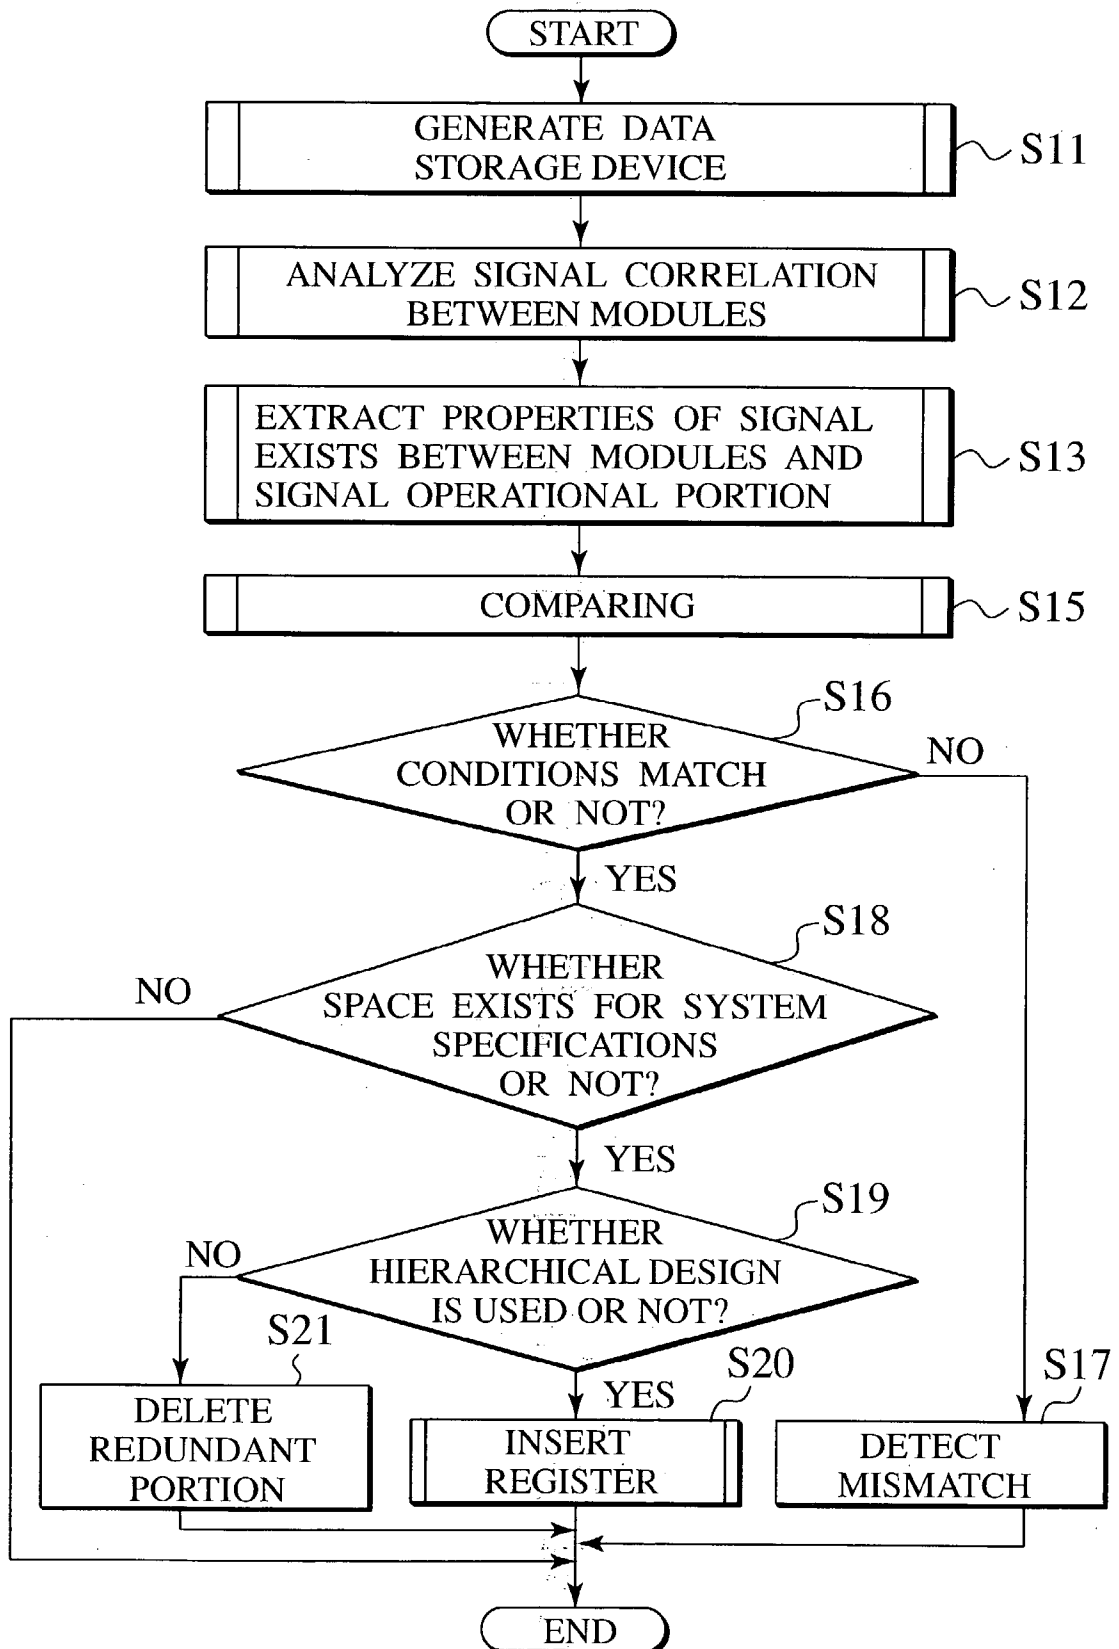 START
GENERATE DATA
STORAGE DEVICE
S11
ANALYZE SIGNAL CORRELATION
BETWEEN MODULES
S12
EXTRACT PROPERTIES OF SIGNAL
EXISTS BETWEEN MODULES AND
SIGNAL OPERATIONAL PORTION
S13
COMPARING
S15
S16
WHETHER
CONDITIONS MATCH
OR NOT?
NO
YES
S18
WHETHER
SPACE EXISTS FOR SYSTEM
SPECIFICATIONS
OR NOT?
NO
YES
S19
WHETHER
HIERARCHICAL DESIGN
IS USED OR NOT?
NO
YES
S21
DELETE
REDUNDANT
PORTION
S20
INSERT
REGISTER
S17
DETECT
MISMATCH
END